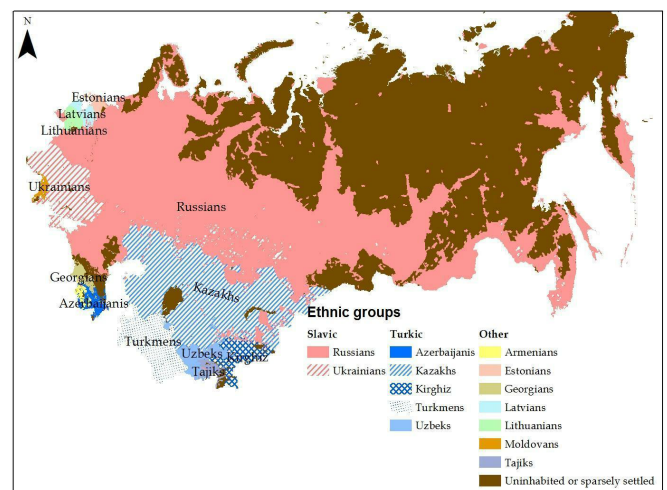 N
Estonians
Latvians
Lithuanians
Ukrainians
Russians
Georgians
Azerbaijanis
Kazakhs
Turkmens
Uzbeks
Kirghiz
Tajiks
Ethnic groups
Slavic
Russians
Ukrainians
Turkic
Azerbaijanis
Kazakhs
Kirghiz
Turkmens
Uzbeks
Other
Armenians
Estonians
Georgians
Latvians
Lithuanians
Moldovans
Tajiks
Uninhabited or sparsely settled